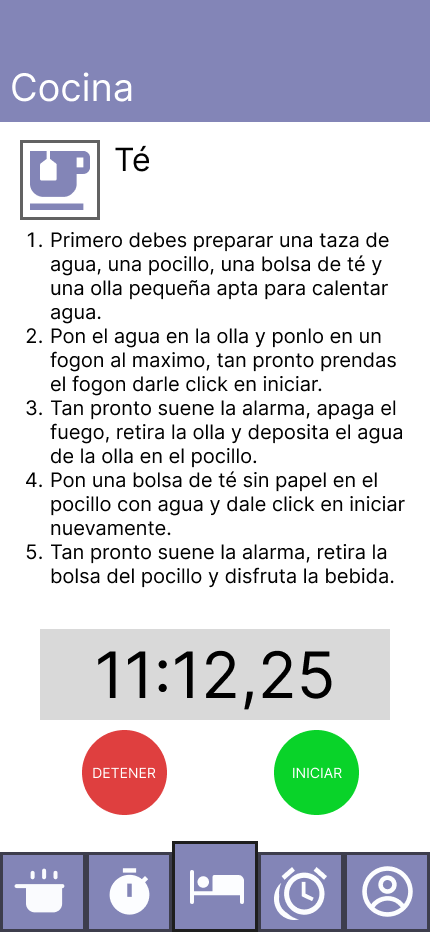 Cocina
Té
1. Primero debes preparar una taza de
agua, una pocillo, una bolsa de té y
una olla pequeña apta para calentar
agua.
2. Pon el agua en la olla y ponlo en un
fogon al maximo, tan pronto prendas
el fogon darle click en iniciar.
3. Tan pronto suene la alarma, apaga el
fuego, retira la olla y deposita el agua
de la olla en el pocillo.
4. Pon una bolsa de té sin papel en el
pocillo con agua y dale click en iniciar
nuevamente.
5. Tan pronto suene la alarma, retira la
bolsa del pocillo y disfruta la bebida.
11:12,25
DETENER
INICIAR